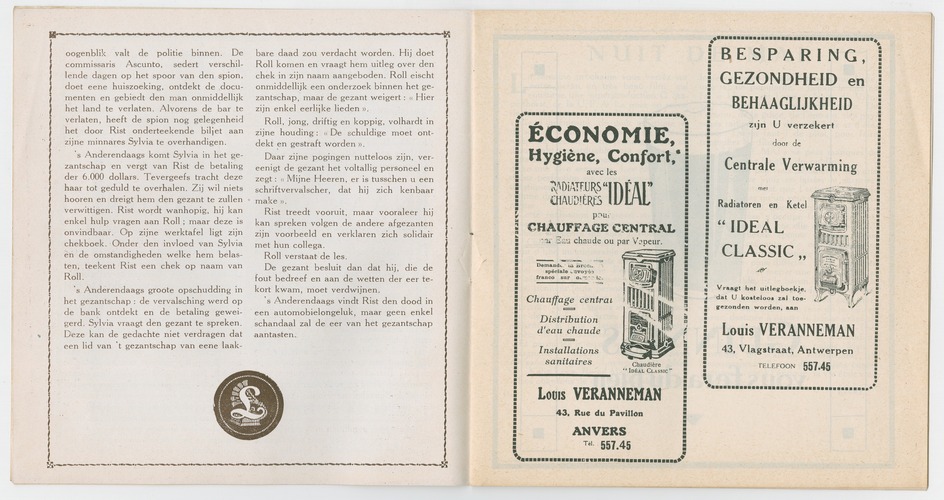 oogenblik valt de politie binnen. De
commissaris Ascunto, sedert verschil-
lende dagen op het spoor van den spion,
doet eene huiszoeking, ontdekt de docu-
menten en gebiedt den man onmiddellijk
het land te verlaten. Alvorens de bar te
verlaten, heeft de spion nog gelegenheid
het door Rist onderteekende biljet aan
zijne minnares Sylvia te overhandigen.
's Anderendaags komt Sylvia in het ge-
zantschap en vergt van Rist de betaling
der 6.000 dollars. Tevergeefs tracht deze
haar tot geduld te overhalen. Zij wil niets
hooren en dreigt hem den gezant te zullen
verwittigen. Rist wordt wanhopig, hij kan
enkel hulp vragen aan Roll ; maar deze is
onvindbaar. Op zijne werktafel ligt zijn
chekboek. Onder den invloed van Sylvia
en de omstandigheden welke hem belas-
ten, teekent Rist een chek op naam van
Roll.
's Anderendaags groote opschudding in
het gezantschap : de vervalsching werd op
de bank ontdekt en de betaling gewei-
gerd. Sylvia vraagt den gezant te spreken.
Deze kan de gedachte niet verdragen dat
een lid van 't gezantschap van eene laak-
bare daad zou verdacht worden. Hij doet
Roll komen en vraagt hem uitleg over den
chek in zijn naam aangeboden. Roll eischt
onmiddellijk een onderzoek binnen het ge-
zantschap, maar de gezant weigert : « Hier
zijn enkel eerlijke lieden ».
Roll, jong, driftig en koppig, volhardt in
zijne houding : « De schuldige moet ont-
dekt en gestraft worden ».
Daar zijne pogingen nutteloos zijn, ver-
eenigt de gezant het voltallig personeel en
zegt : « Mijne Heeren, er is tusschen u een
schriftvervalscher, dat hij zich kenbaar
make ».
Rist treedt vooruit, maar vooraleer hij
kan spreken volgen de andere afgezanten
zijn voorbeeld en verklaren zich solidair
met hun collega.
Roll verstaat de les.
De gezant besluit dan dat hij, die de
fout bedreef en aan de wetten der eer te-
kort kwam, moet verdwijnen.
's Anderendaags vindt Rist den dood in
een automobielongeluk, maar geen enkel
schandaal zal de eer van het gezantschap
aantasten.
L
ÉCONOMIE,
Hygiène, Confort,
avec les
RADIATEURS "IDÉAL"
CHAUDIÈRES
pour
CHAUFFAGE CENTRAL
par Eau chaude ou par Vapeur.
spéciale envoyée
franco sur
Chauffage central
Distribution
d'eau chaude
Installations
sanitaires
Chaudière
"IDÉAL CLASSIC"
Louis VERANNEMAN
43, Rue du Pavillon
ANVERS
Tél. 557.45
BESPARING,
GEZONDHEID en
BEHAAGLIJKHEID
zijn U verzekert
door de
Centrale Verwarming
met
Radiatoren en Ketel
" IDEAL
CLASSIC „
Vraagt het uitlegboekje,
dat U kosteloos zal toe-
gezonden worden, aan
Louis VERANNEMAN
43, Vlagstraat, Antwerpen
TELEFOON 557.45